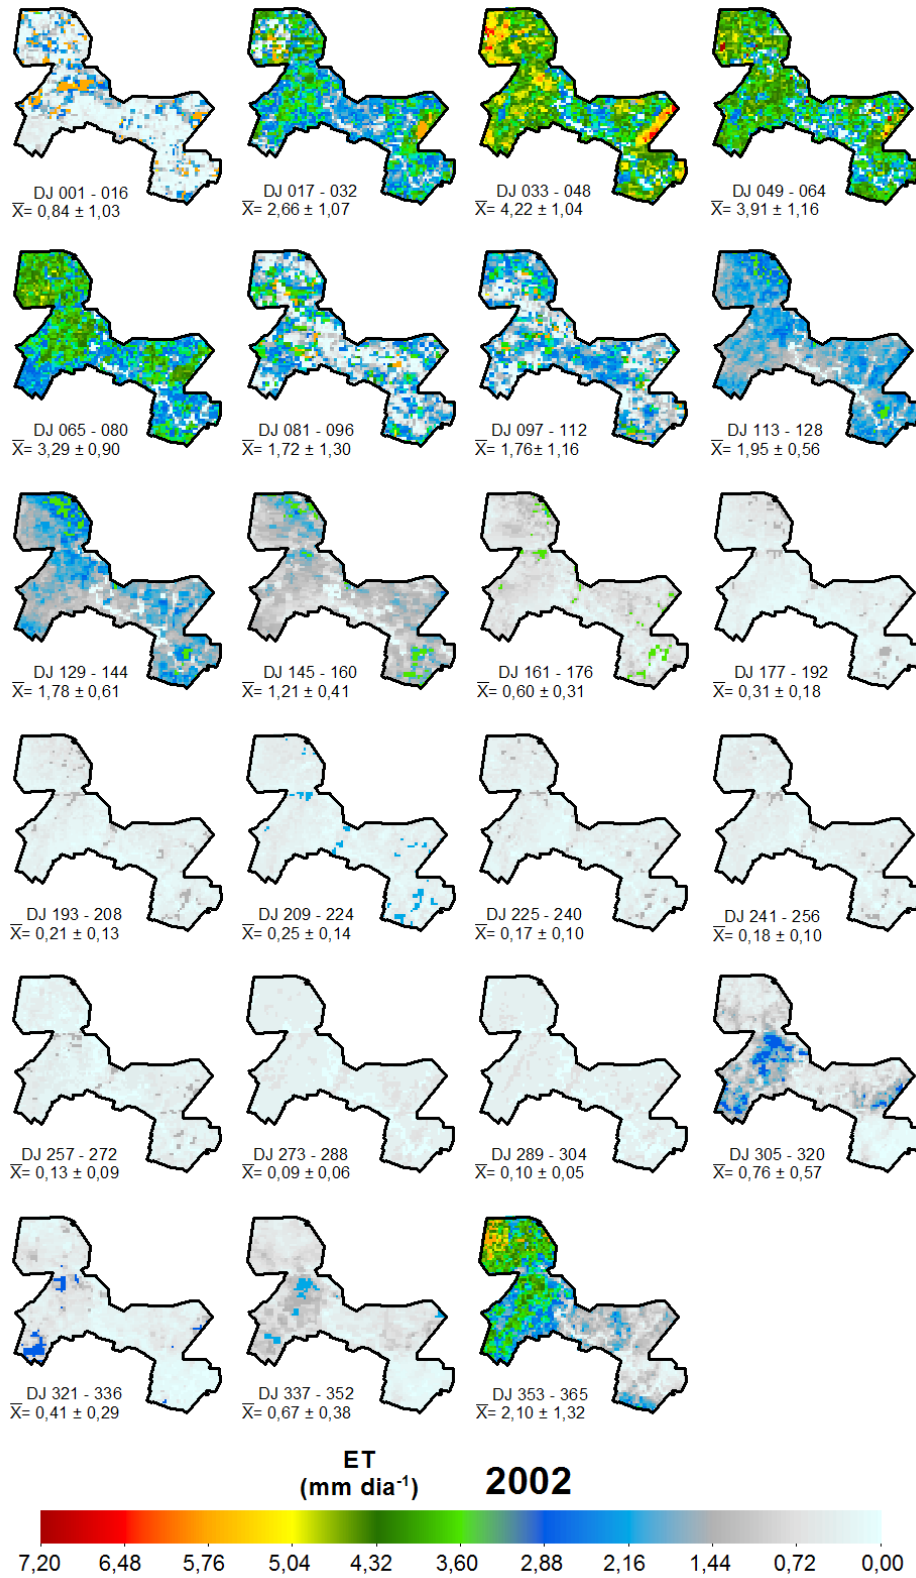 DJ 001 - 016
X̅= 0,84 ± 1,03
DJ 017 - 032
X̅= 2,66 ± 1,07
DJ 033 - 048
X̅= 4,22 ± 1,04
DJ 049 - 064
X̅= 3,91 ± 1,16
DJ 065 - 080
X̅= 3,29 ± 0,90
DJ 081 - 096
X̅= 1,72 ± 1,30
DJ 097 - 112
X̅= 1,76± 1,16
DJ 113 - 128
X̅= 1,95 ± 0,56
DJ 129 - 144
X̅= 1,78 ± 0,61
DJ 145 - 160
X̅= 1,21 ± 0,41
DJ 161 - 176
X̅= 0,60 ± 0,31
DJ 177 - 192
X̅= 0,31 ± 0,18
DJ 193 - 208
X̅= 0,21 ± 0,13
DJ 209 - 224
X̅= 0,25 ± 0,14
DJ 225 - 240
X̅= 0,17 ± 0,10
DJ 241 - 256
X̅= 0,18 ± 0,10
DJ 257 - 272
X̅= 0,13 ± 0,09
DJ 273 - 288
X̅= 0,09 ± 0,06
DJ 289 - 304
X̅= 0,10 ± 0,05
DJ 305 - 320
X̅= 0,76 ± 0,57
DJ 321 - 336
X̅= 0,41 ± 0,29
DJ 337 - 352
X̅= 0,67 ± 0,38
DJ 353 - 365
X̅= 2,10 ± 1,32
ET
(mm dia⁻¹)
2002
7,20 6,48 5,76 5,04 4,32 3,60 2,88 2,16 1,44 0,72 0,00